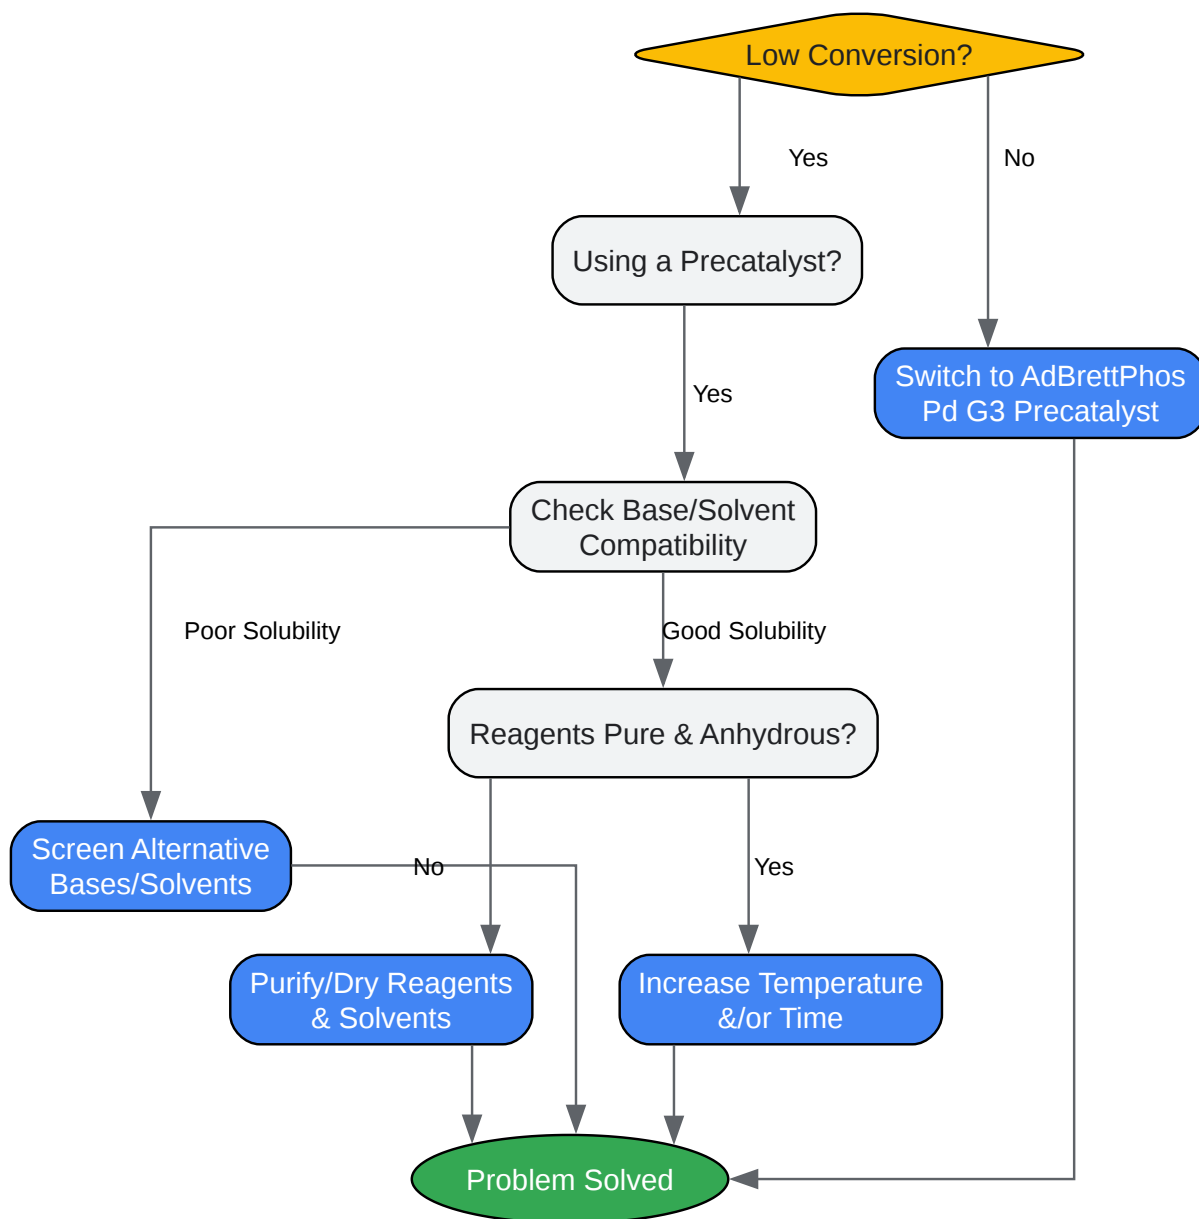 Low Conversion?
Yes
No
Using a Precatalyst?
Switch to AdBrettPhos
Pd G3 Precatalyst
Yes
Check Base/Solvent
Compatibility
Poor Solubility
Good Solubility
Reagents Pure & Anhydrous?
Screen Alternative
Bases/Solvents
No
Yes
Purify/Dry Reagents
& Solvents
Increase Temperature
&/or Time
Problem Solved